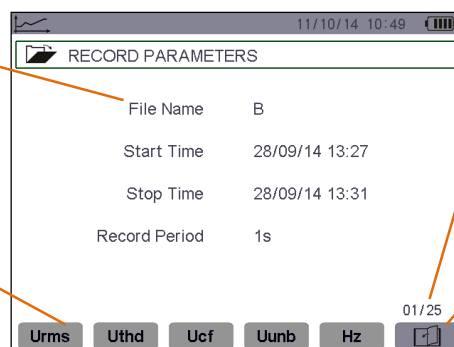 11/10/14 10:49
RECORD PARAMETERS
File Name B
Start Time 28/09/14 13:27
Stop Time 28/09/14 13:31
Record Period 1s
01/25
Urms Uthd Ucf Uunb Hz